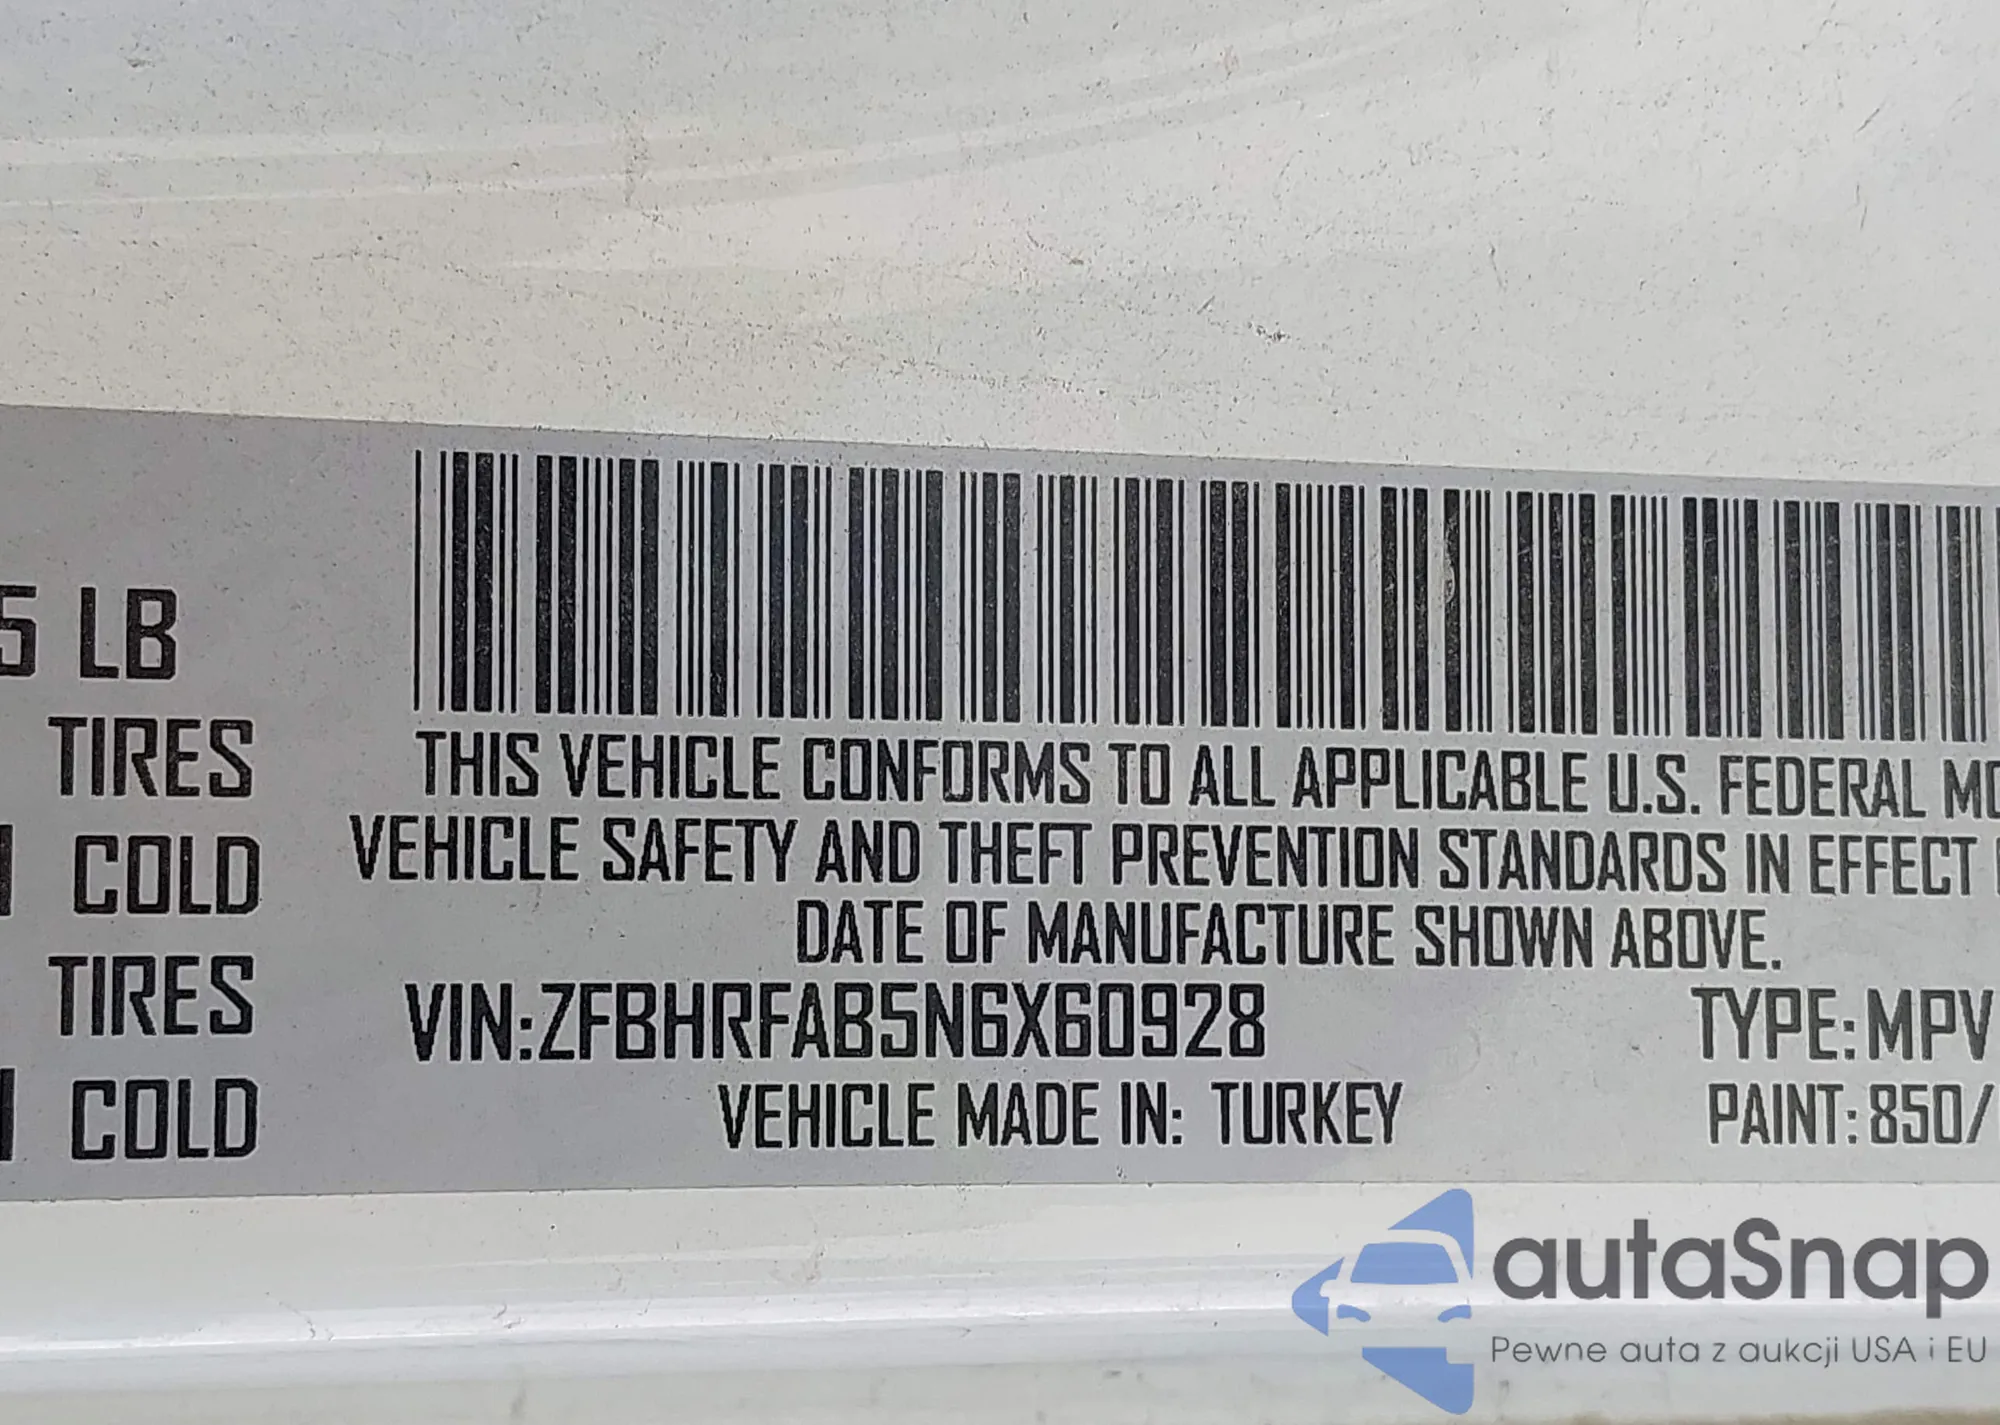 5 LB
TIRES
COLD
TIRES
COLD
THIS VEHICLE CONFORMS TO ALL APPLICABLE U.S. FEDERAL MO
VEHICLE SAFETY AND THEFT PREVENTION STANDARDS IN EFFECT
DATE OF MANUFACTURE SHOWN ABOVE.
VIN:ZFBHRFAB5N6X60928
TYPE:MPV
VEHICLE MADE IN: TURKEY
PAINT:850/
autaSnap
Pewne auta z aukcji USA i EU